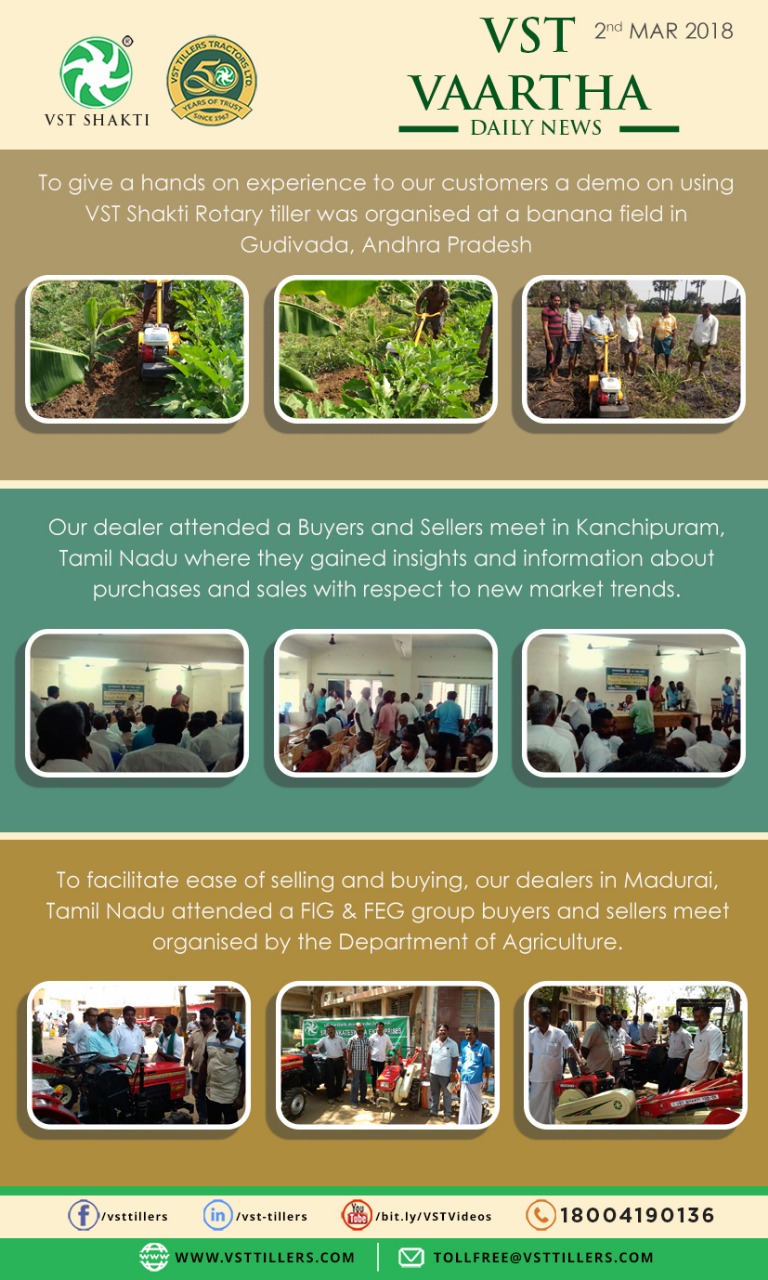 VST SHAKTI
®
VST TILLERS TRACTORS LTD.
50
YEARS OF TRUST
SINCE 1967
VST
2nd MAR 2018
VAARTHA
DAILY NEWS
To give a hands on experience to our customers a demo on using
VST Shakti Rotary tiller was organised at a banana field in
Gudivada, Andhra Pradesh
Our dealer attended a Buyers and Sellers meet in Kanchipuram,
Tamil Nadu where they gained insights and information about
purchases and sales with respect to new market trends.
To facilitate ease of selling and buying, our dealers in Madurai,
Tamil Nadu attended a FIG & FEG group buyers and sellers meet
organised by the Department of Agriculture.
/vsttillers
/vst-tillers
You Tube
/bit.ly/VSTVideos
18004190136
WWW.VSTTILLERS.COM
TOLLFREE@VSTTILLERS.COM